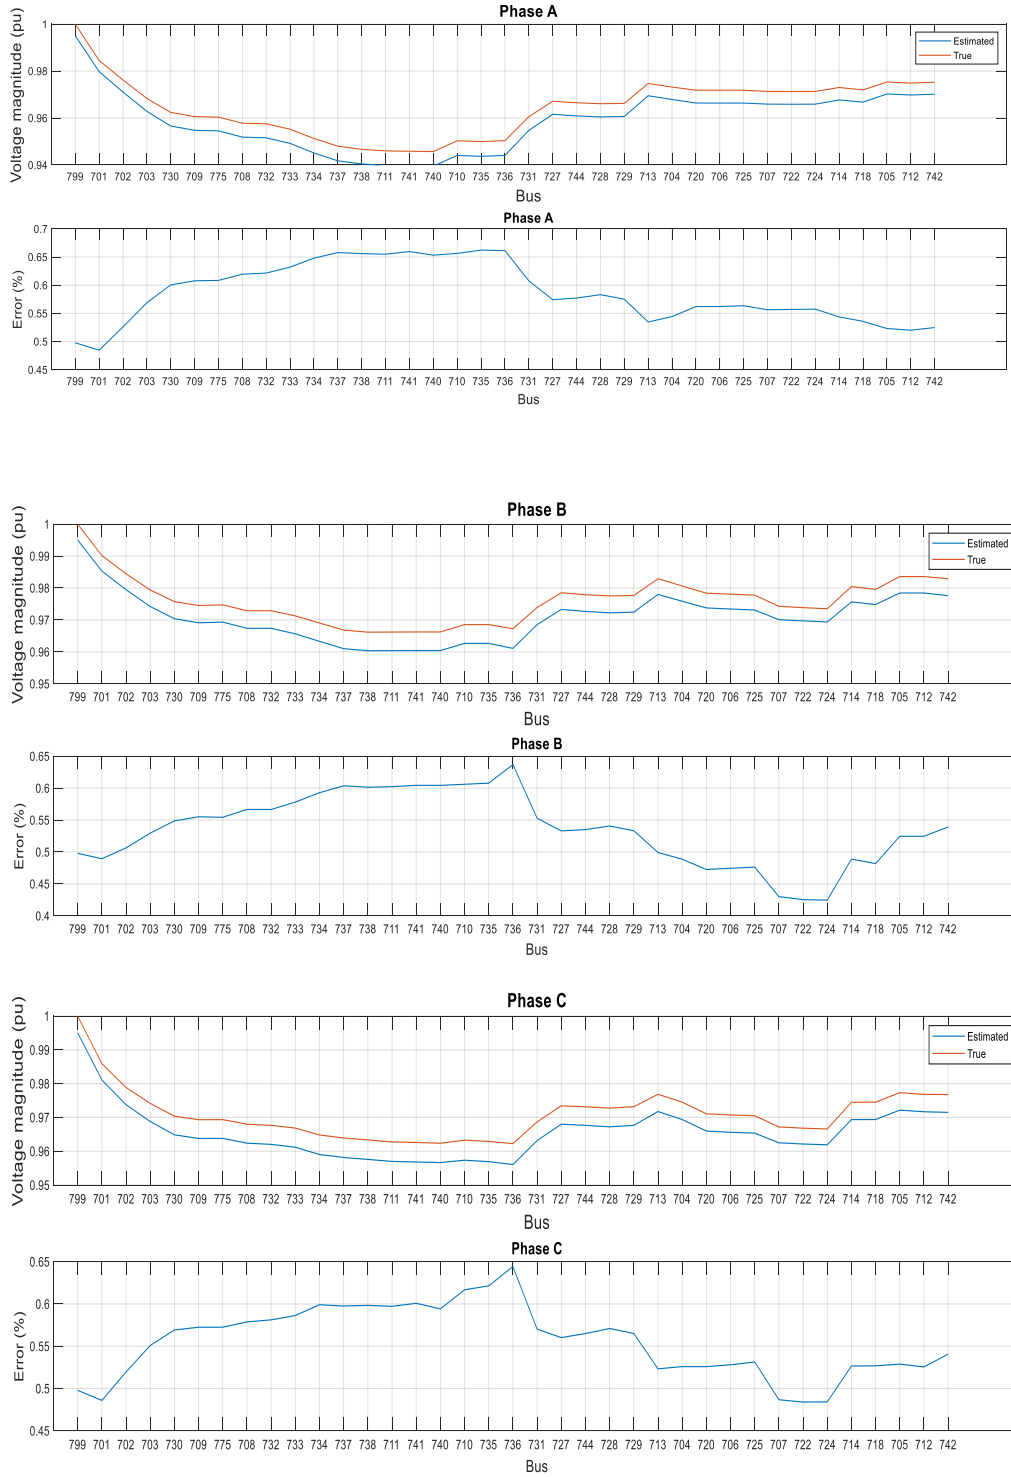 Phase A
Voltage magnitude (pu)
1
0.98
0.96
0.94
Estimated
True
799 701 702 703 730 709 775 708 732 733 734 737 738 711 741 740 710 735 736 731 727 744 728 729 713 704 720 706 725 707 722 724 714 718 705 712 742
Bus
Phase A
Error (%)
0.7
0.65
0.6
0.55
0.5
0.45
799 701 702 703 730 709 775 708 732 733 734 737 738 711 741 740 710 735 736 731 727 744 728 729 713 704 720 706 725 707 722 724 714 718 705 712 742
Bus
Phase B
Voltage magnitude (pu)
1
0.99
0.98
0.97
0.96
0.95
Estimated
True
799 701 702 703 730 709 775 708 732 733 734 737 738 711 741 740 710 735 736 731 727 744 728 729 713 704 720 706 725 707 722 724 714 718 705 712 742
Bus
Phase B
Error (%)
0.65
0.6
0.55
0.5
0.45
0.4
799 701 702 703 730 709 775 708 732 733 734 737 738 711 741 740 710 735 736 731 727 744 728 729 713 704 720 706 725 707 722 724 714 718 705 712 742
Bus
Phase C
Voltage magnitude (pu)
1
0.99
0.98
0.97
0.96
0.95
Estimated
True
799 701 702 703 730 709 775 708 732 733 734 737 738 711 741 740 710 735 736 731 727 744 728 729 713 704 720 706 725 707 722 724 714 718 705 712 742
Bus
Phase C
Error (%)
0.65
0.6
0.55
0.5
0.45
799 701 702 703 730 709 775 708 732 733 734 737 738 711 741 740 710 735 736 731 727 744 728 729 713 704 720 706 725 707 722 724 714 718 705 712 742
Bus